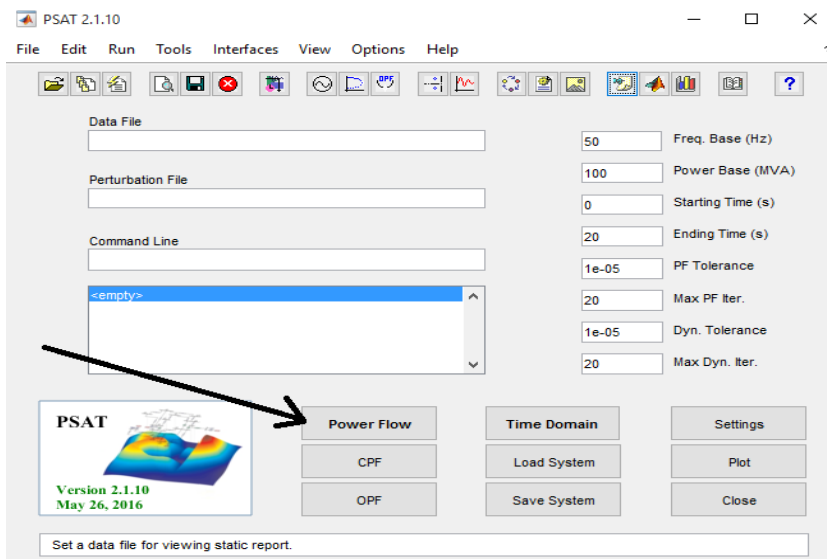 PSAT 2.1.10
File Edit Run Tools Interfaces View Options Help
OPF
?
Data File
50 Freq. Base (Hz)
100 Power Base (MVA)
Perturbation File
0 Starting Time (s)
Command Line
20 Ending Time (s)
1e-05 PF Tolerance
<empty>
20 Max PF Iter.
1e-05 Dyn. Tolerance
20 Max Dyn. Iter.
PSAT
Version 2.1.10
May 26, 2016
Power Flow Time Domain Settings
CPF Load System Plot
OPF Save System Close
Set a data file for viewing static report.